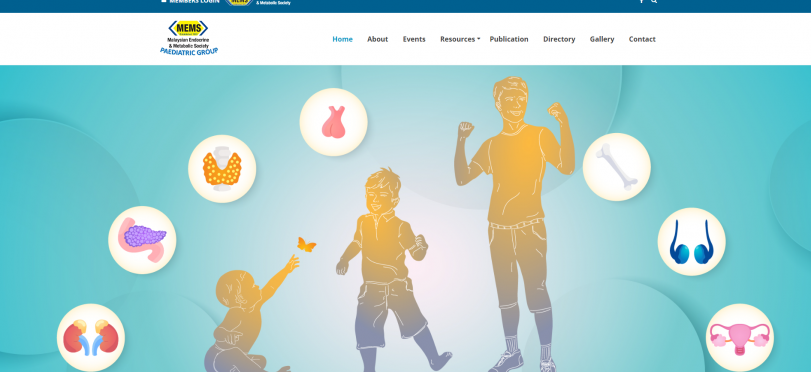 MEMBERS LOGIN
MEMS
& Metabolic Society
MEMS
Malaysian Endocrine
& Metabolic Society
PAEDIATRIC GROUP
Home About Events Resources Publication Directory Gallery Contact